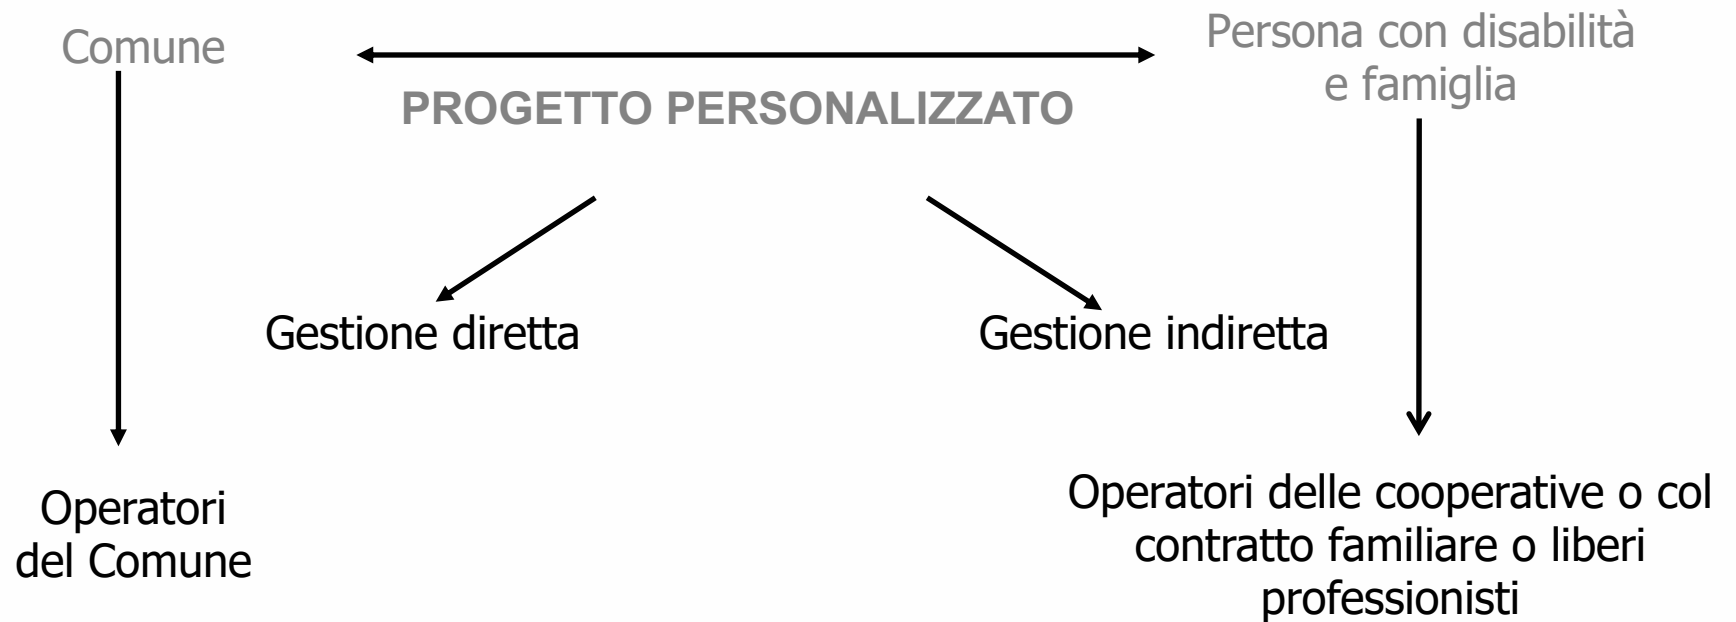 Comune
Persona con disabilità
e famiglia
PROGETTO PERSONALIZZATO
Gestione diretta
Gestione indiretta
Operatori
del Comune
Operatori delle cooperative o col
contratto familiare o liberi
professionisti